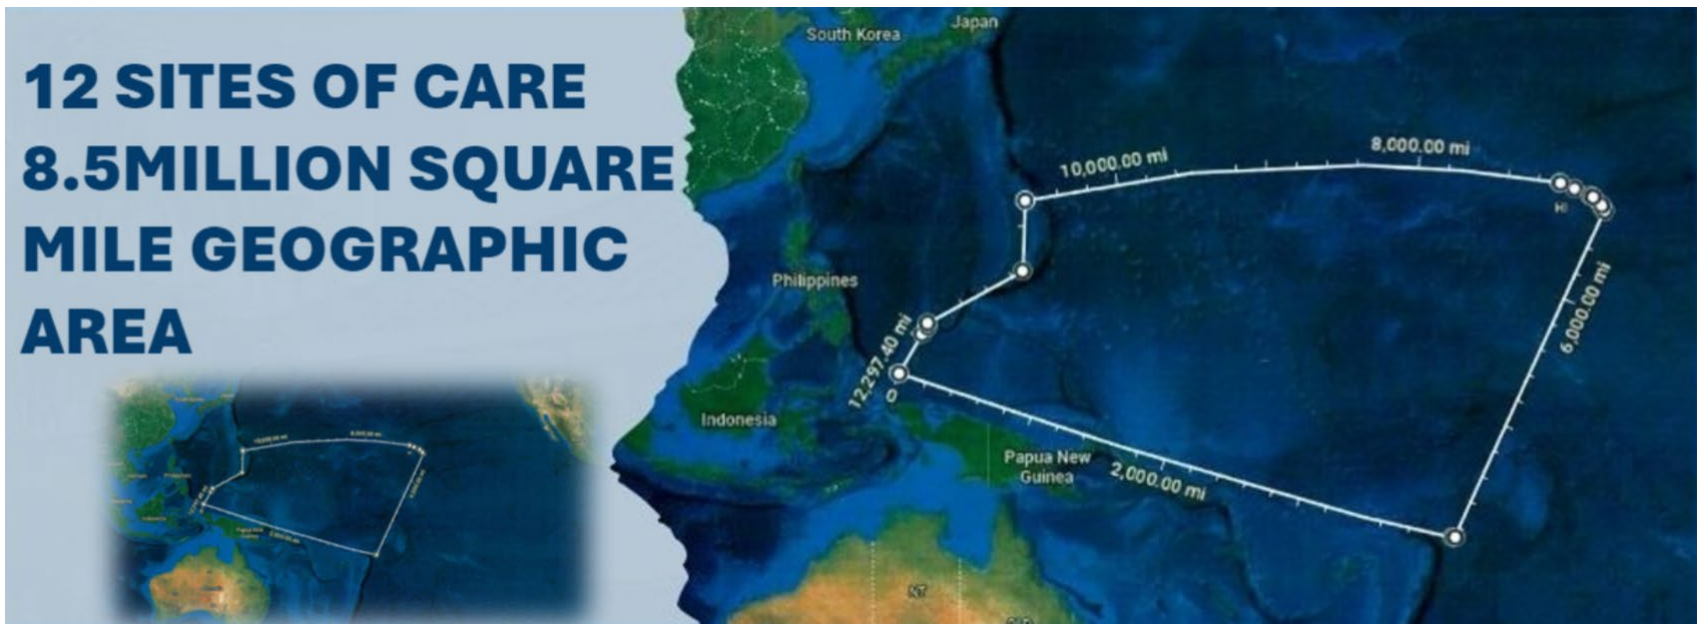 12 SITES OF CARE
8.5MILLION SQUARE
MILE GEOGRAPHIC
AREA
South Korea
Japan
10,000.00 mi
8,000.00 mi
HI
Philippines
6,000.00 mi
12,297.40 mi
0
Indonesia
Papua New
Guinea
2,000.00 mi
NT